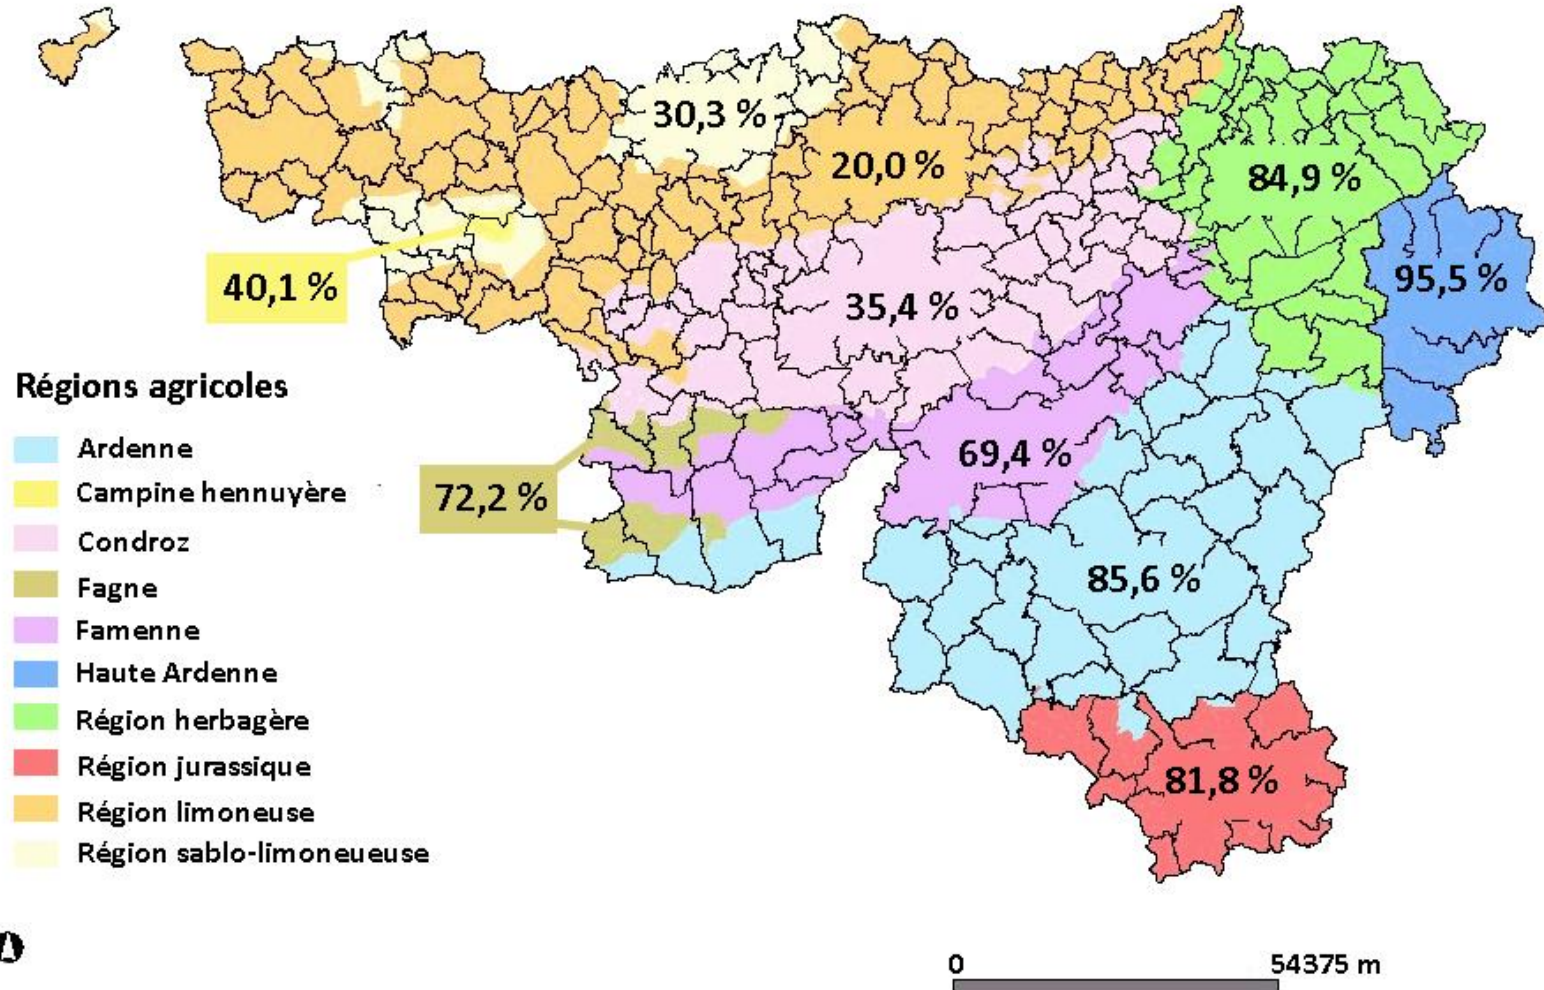 30,3 %
20,0 %
84,9 %
40,1 %
35,4 %
95,5 %
Régions agricoles
Ardenne
Campine hennuyère
Condroz
Fagne
Famenne
Haute Ardenne
Région herbagère
Région jurassique
Région limoneuse
Région sablo-limoneueuse
72,2 %
69,4 %
85,6 %
81,8 %
0 54375 m